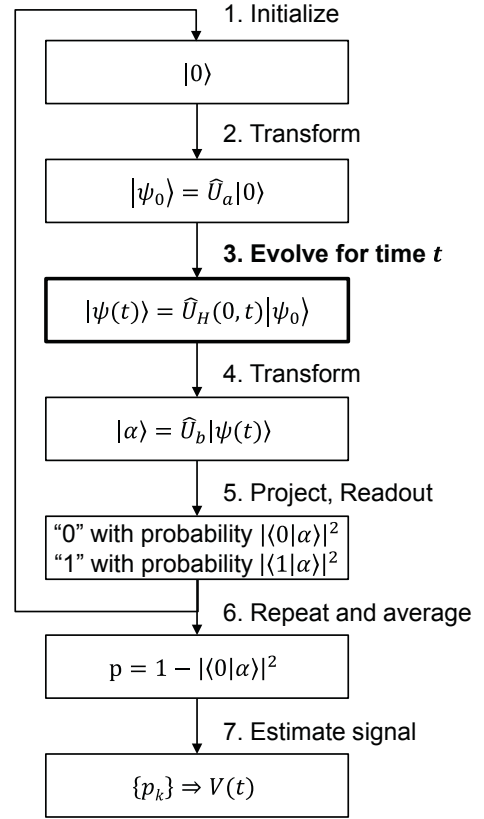 1. Initialize
|0⟩
2. Transform
|ψ₀⟩ = Û_a|0⟩
3. Evolve for time t
|ψ(t)⟩ = Û_H(0, t)|ψ₀⟩
4. Transform
|α⟩ = Û_b|ψ(t)⟩
5. Project, Readout
“0” with probability |⟨0|α⟩|²
“1” with probability |⟨1|α⟩|²
6. Repeat and average
p = 1 − |⟨0|α⟩|²
7. Estimate signal
{p_k} ⇒ V(t)